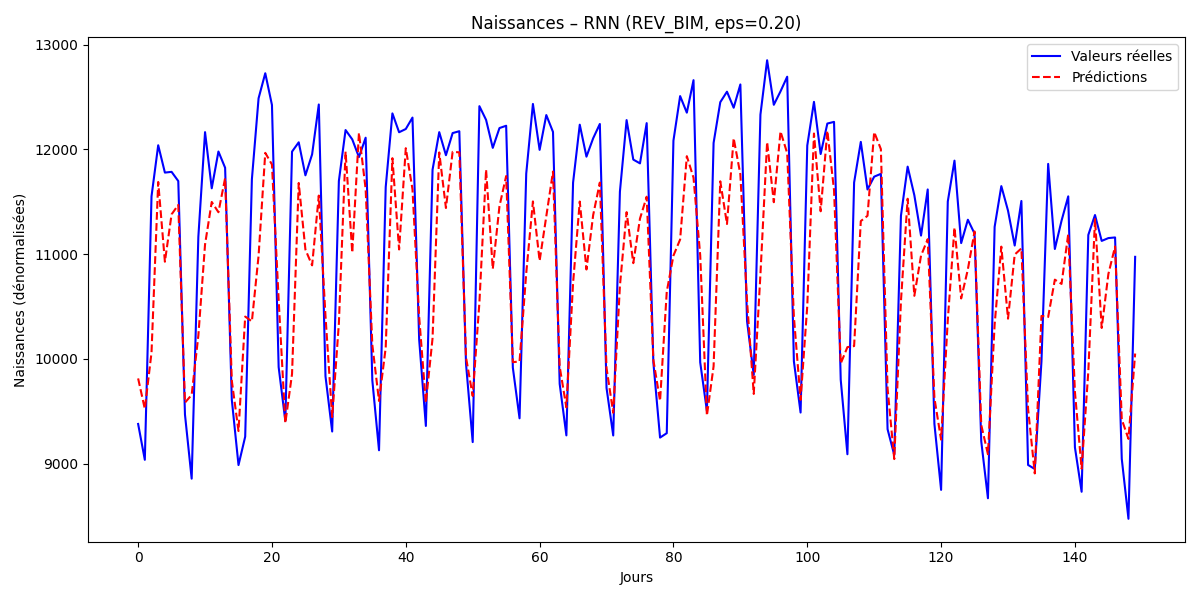 Naissances – RNN (REV_BIM, eps=0.20)
Valeurs réelles
Prédictions
Naissances (dénormalisées)
13000
12000
11000
10000
9000
0 20 40 60 80 100 120 140
Jours